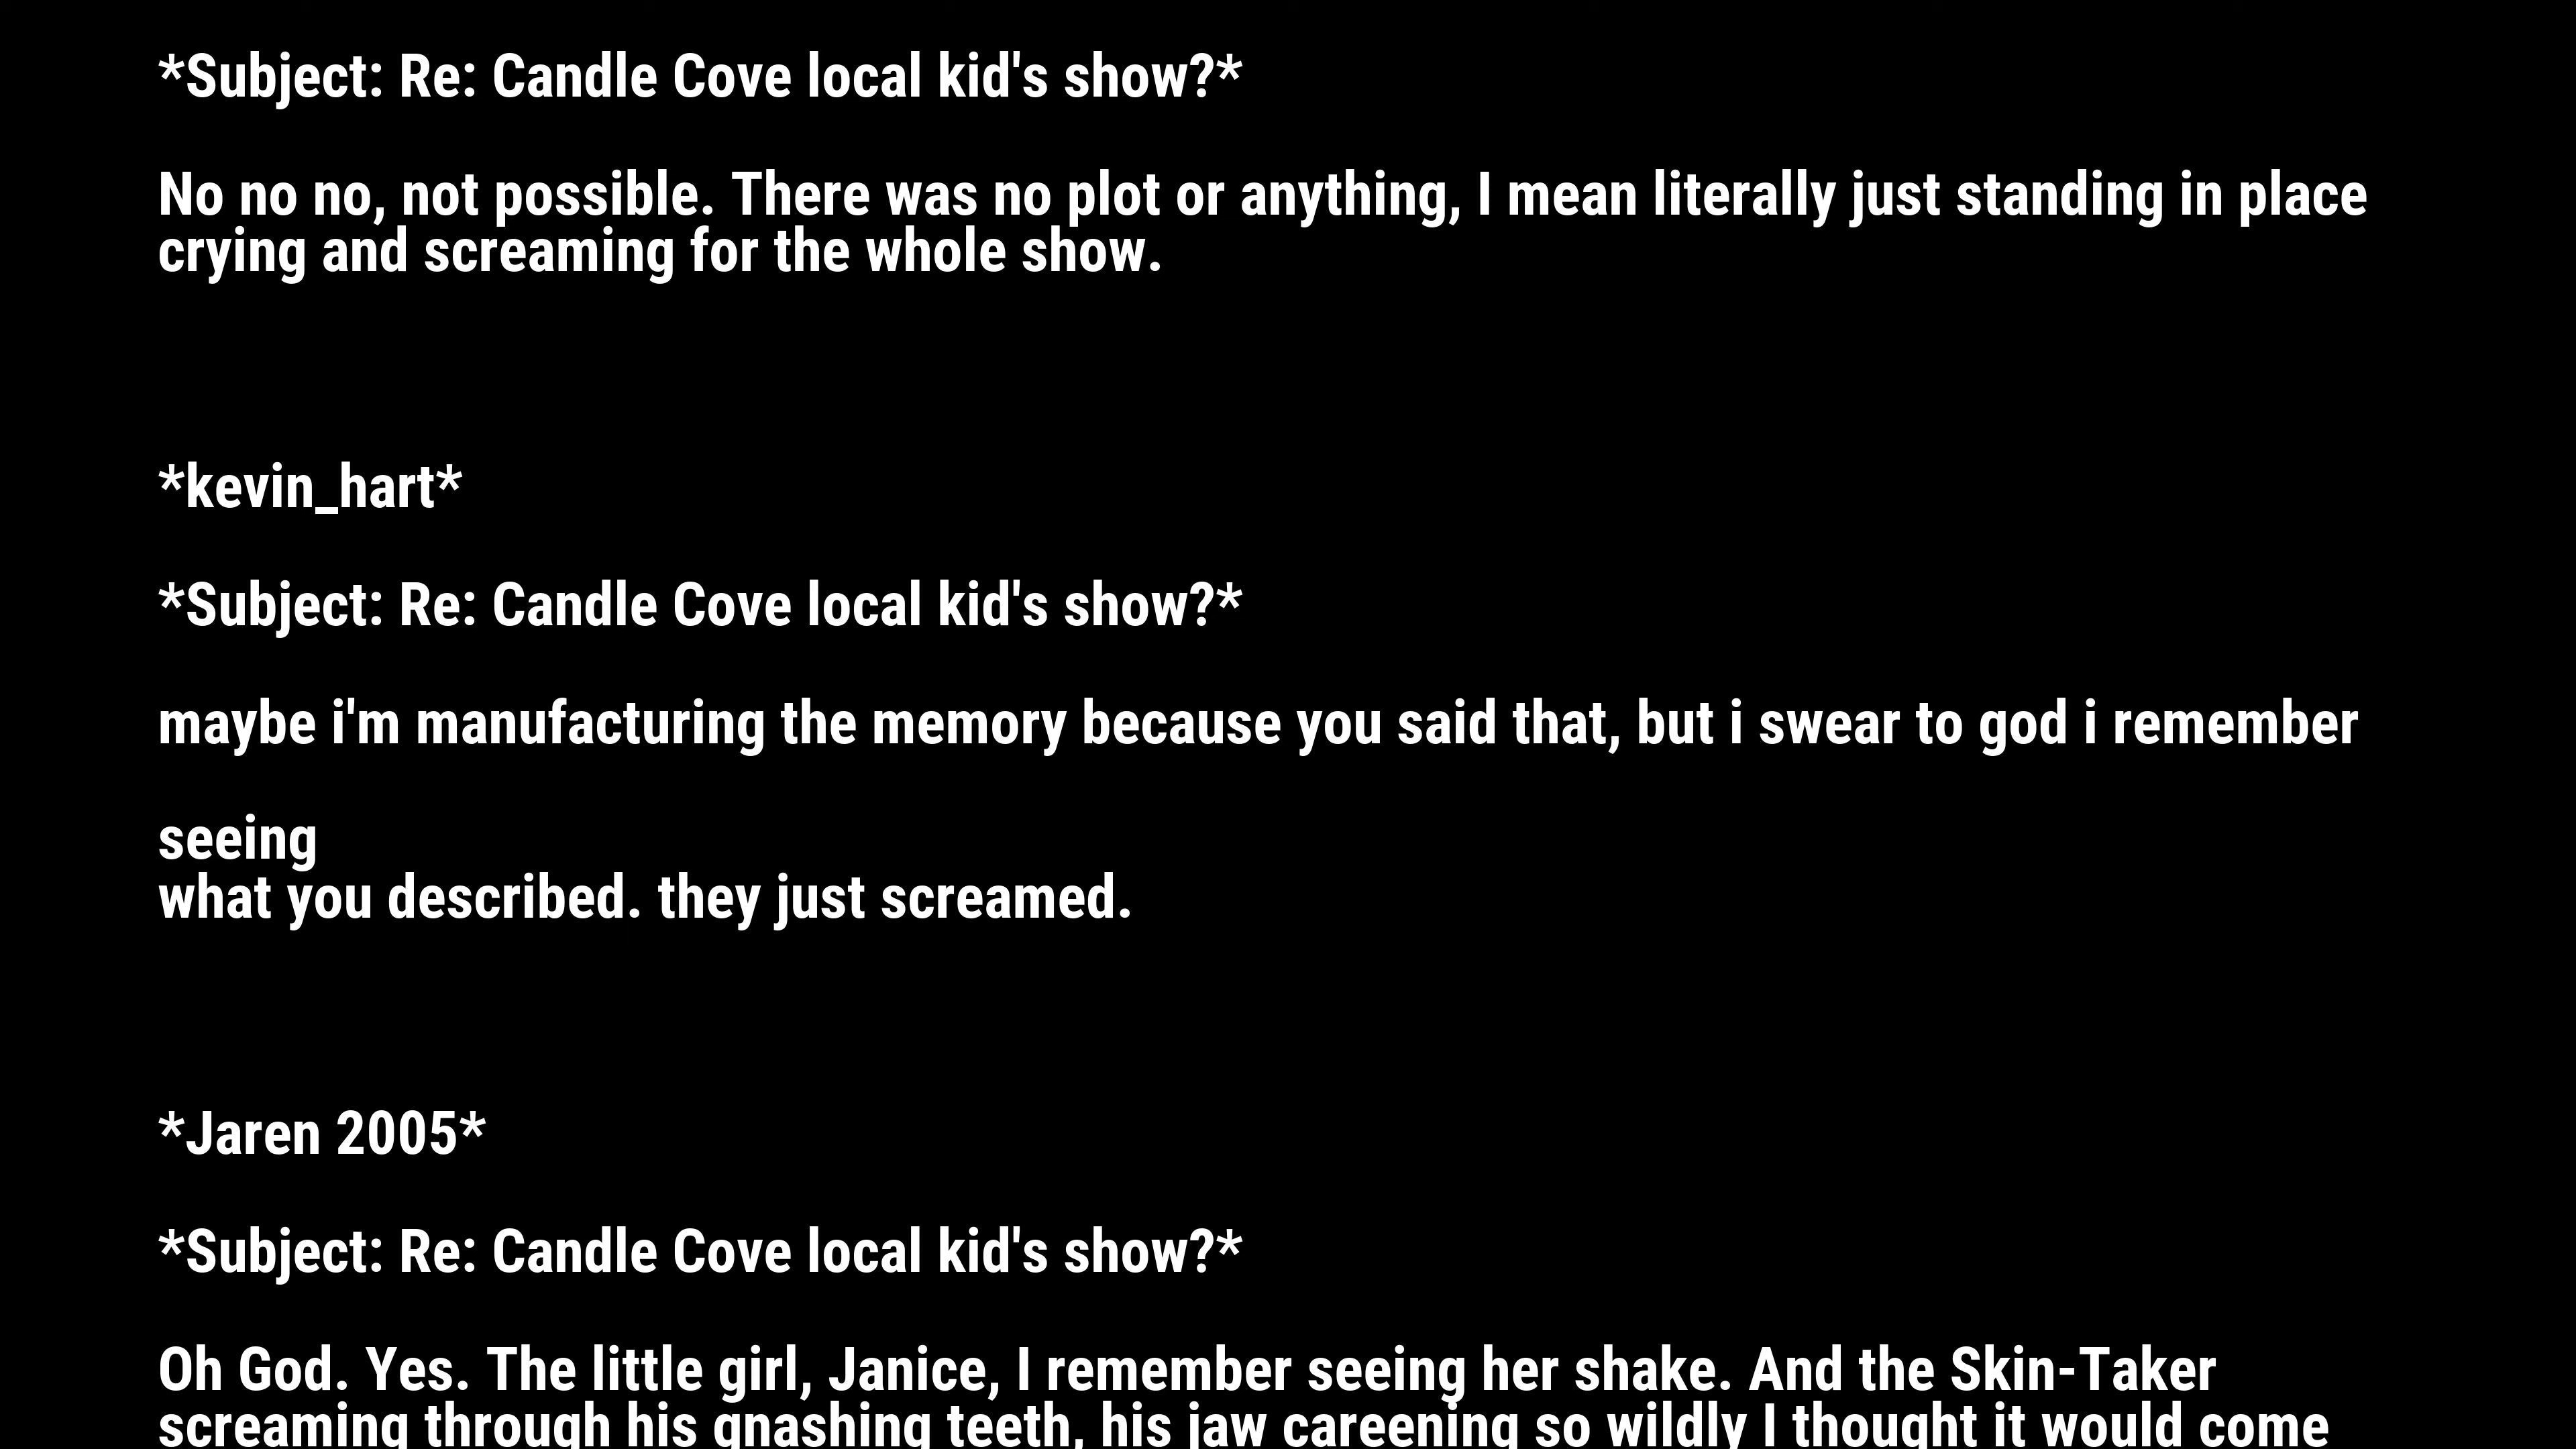 *Subject: Re: Candle Cove local kid's show?*
No no no, not possible. There was no plot or anything, I mean literally just standing in place
crying and screaming for the whole show.
*kevin_hart*
*Subject: Re: Candle Cove local kid's show?*
maybe i'm manufacturing the memory because you said that, but i swear to god i remember
seeing
what you described. they just screamed.
*Jaren 2005*
*Subject: Re: Candle Cove local kid's show?*
Oh God. Yes. The little girl, Janice, I remember seeing her shake. And the Skin-Taker
screaming through his gnashing teeth, his jaw careening so wildly I thought it would come